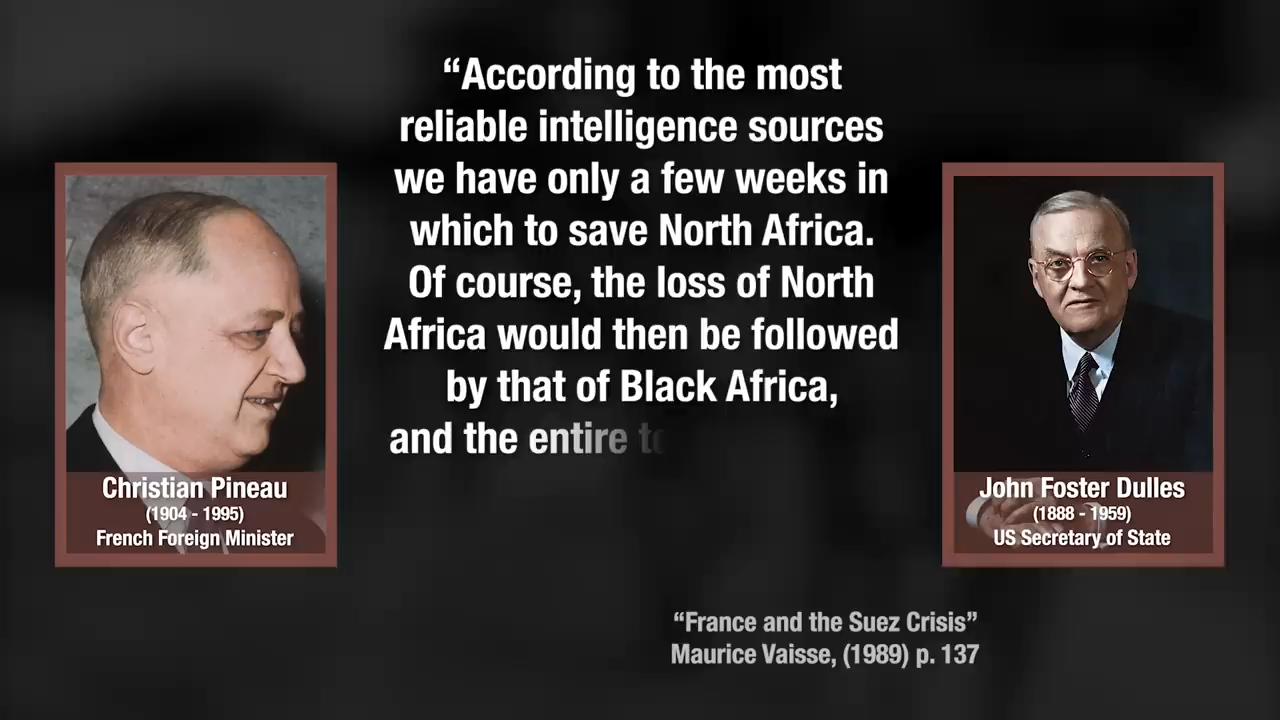 “According to the most
reliable intelligence sources
we have only a few weeks in
which to save North Africa.
Of course, the loss of North
Africa would then be followed
by that of Black Africa,
and the entire
Christian Pineau
(1904 - 1995)
French Foreign Minister
John Foster Dulles
(1888 - 1959)
US Secretary of State
“France and the Suez Crisis”
Maurice Vaisse, (1989) p. 137